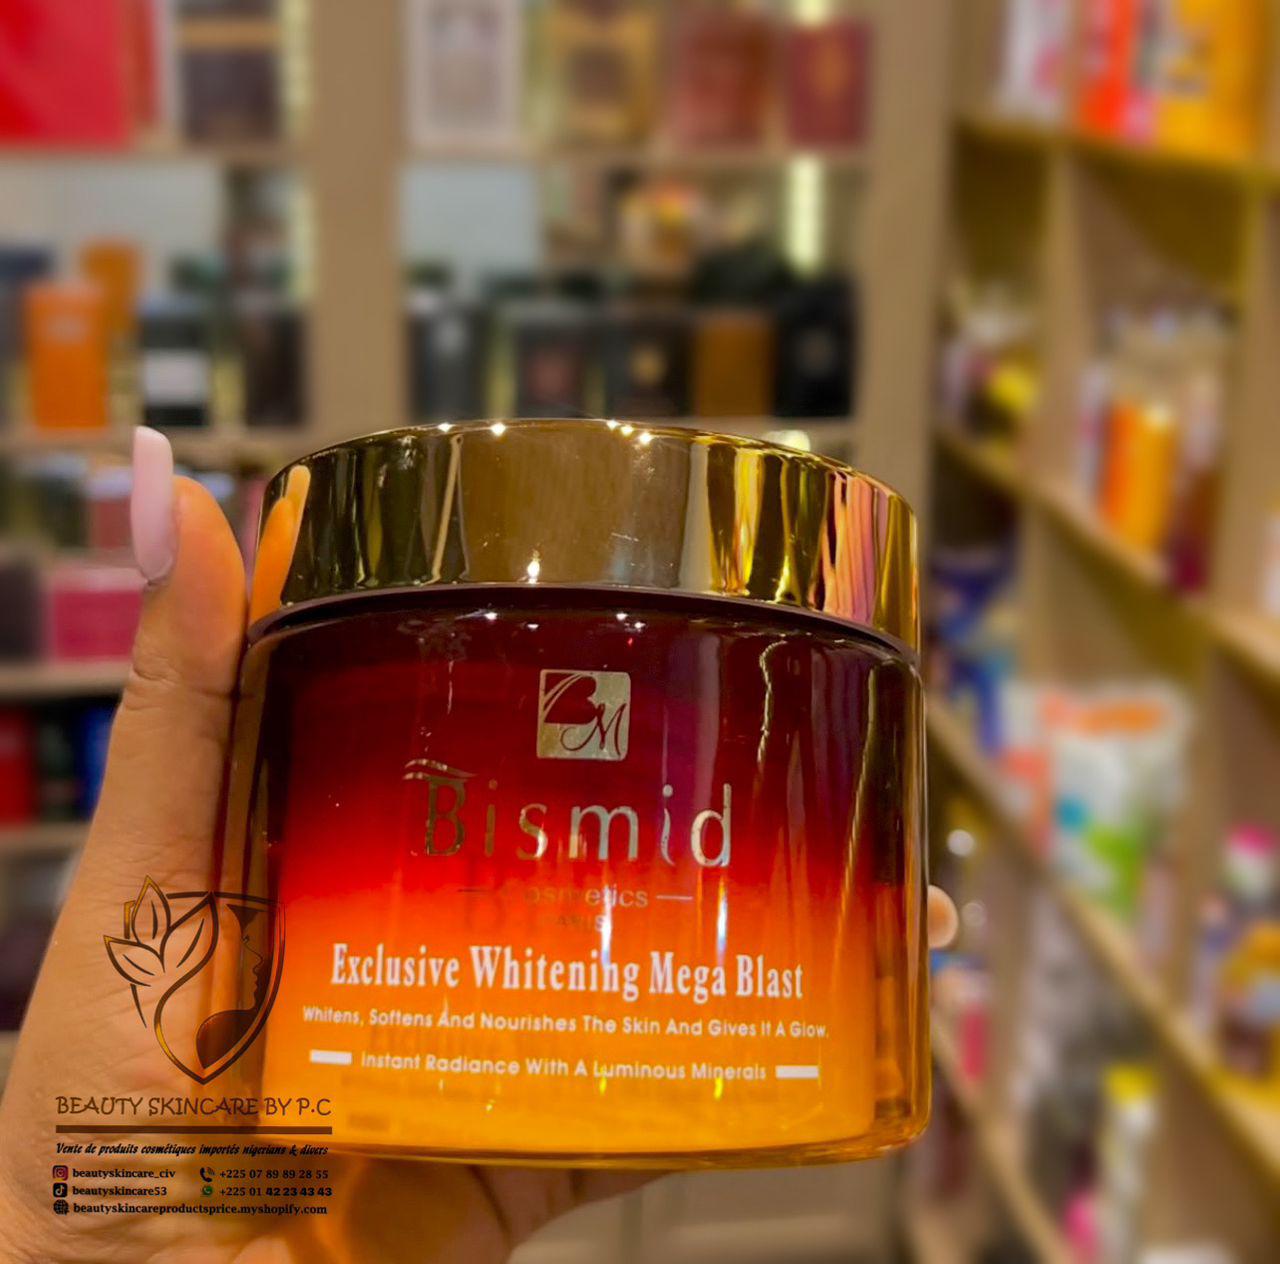 BM
Bismid
Cosmetics
PARIS
Exclusive Whitening Mega Blast
Whitens, Softens And Nourishes The Skin And Gives It A Glow.
Instant Radiance With A Luminous Minerals
BEAUTY SKINCARE BY P.C
Vente de produits cosmétiques importés nigerians & divers
beautyskincare_civ
+225 07 89 89 28 55
beautyskincare53
+225 01 42 23 43 43
beautyskincareproductsprice.myshopify.com